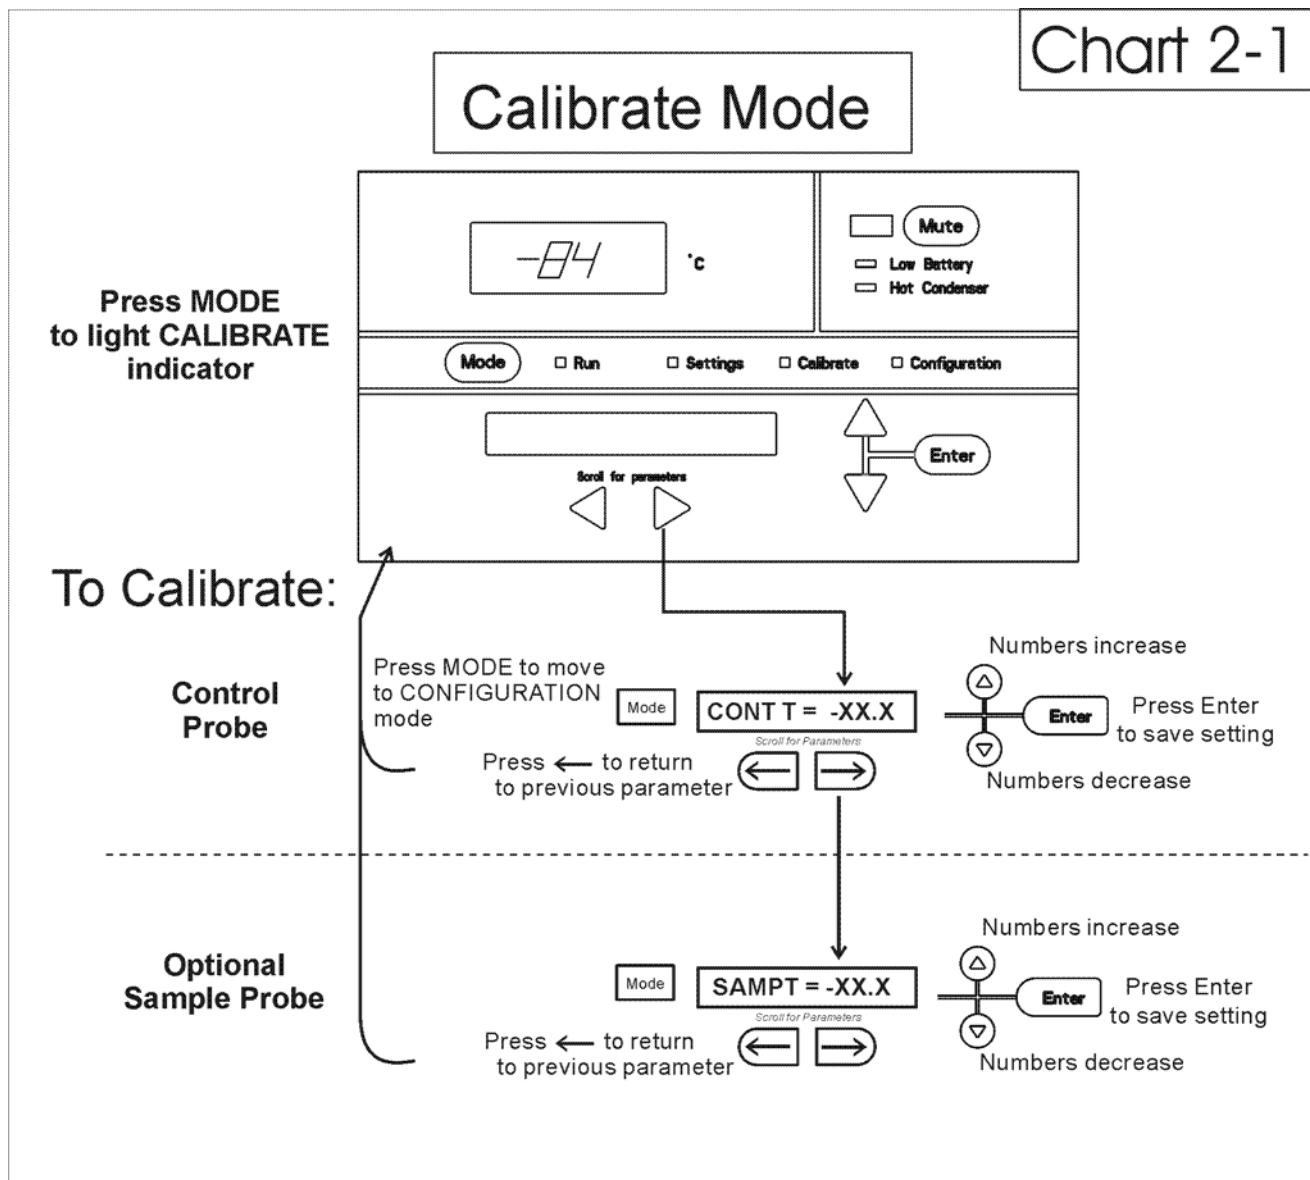 Chart 2-1
Calibrate Mode
-84 °C
Mute
Low Battery
Hot Condenser
Press MODE
to light CALIBRATE
indicator
Mode
Run
Settings
Calibrate
Configuration
Enter
Scroll for parameters
To Calibrate:
Control
Probe
Press MODE to move
to CONFIGURATION
mode
Mode
CONT T = -XX.X
Scroll for Parameters
Press ← to return
to previous parameter
← →
Numbers increase
Enter
Press Enter
to save setting
Numbers decrease
Optional
Sample Probe
Mode
SAMPT = -XX.X
Scroll for Parameters
Press ← to return
to previous parameter
← →
Numbers increase
Enter
Press Enter
to save setting
Numbers decrease